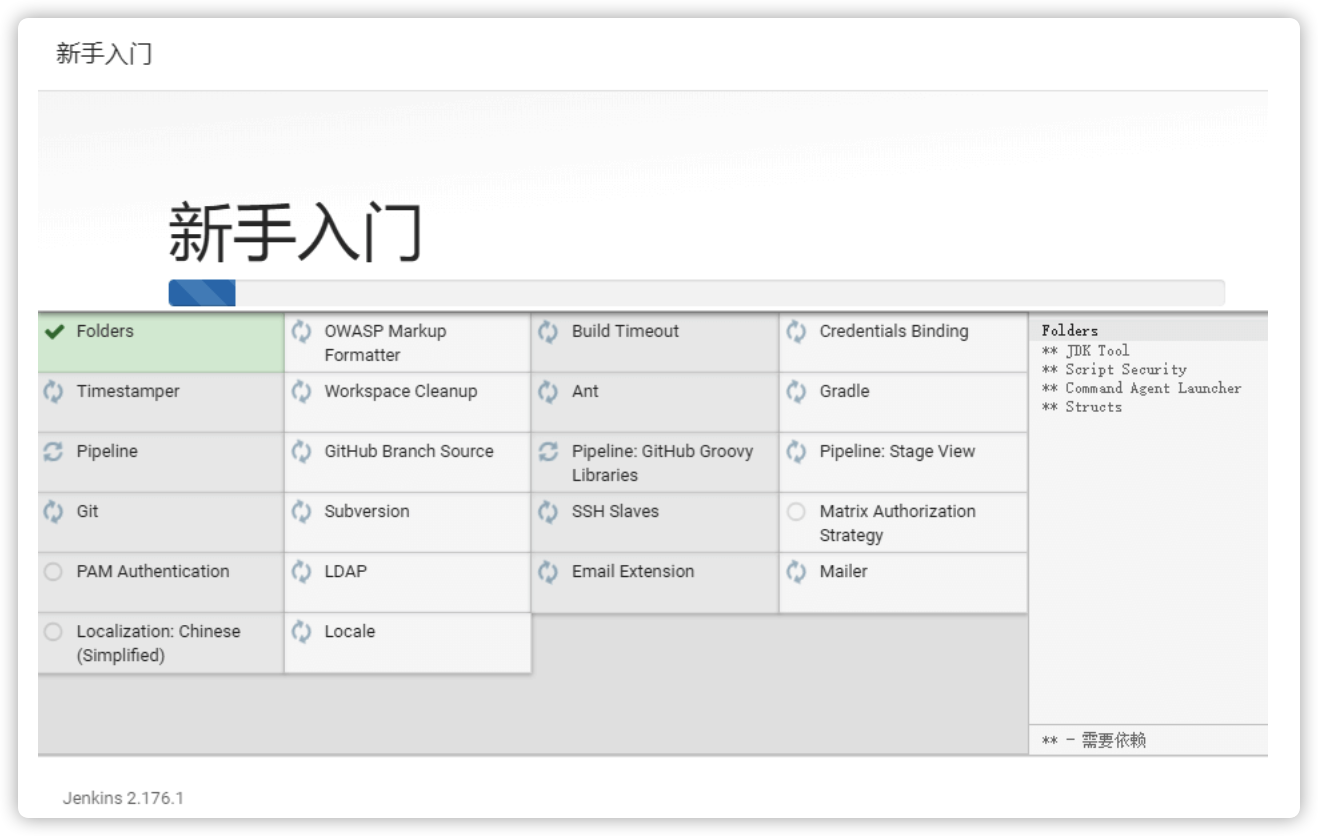 新手入门
新手入门
Folders
OWASP Markup
Formatter
Build Timeout
Credentials Binding
Timestamper
Workspace Cleanup
Ant
Gradle
Pipeline
GitHub Branch Source
Pipeline: GitHub Groovy
Libraries
Pipeline: Stage View
Git
Subversion
SSH Slaves
Matrix Authorization
Strategy
PAM Authentication
LDAP
Email Extension
Mailer
Localization: Chinese
(Simplified)
Locale
Folders
** JDK Tool
** Script Security
** Command Agent Launcher
** Structs
** - 需要依赖
Jenkins 2.176.1